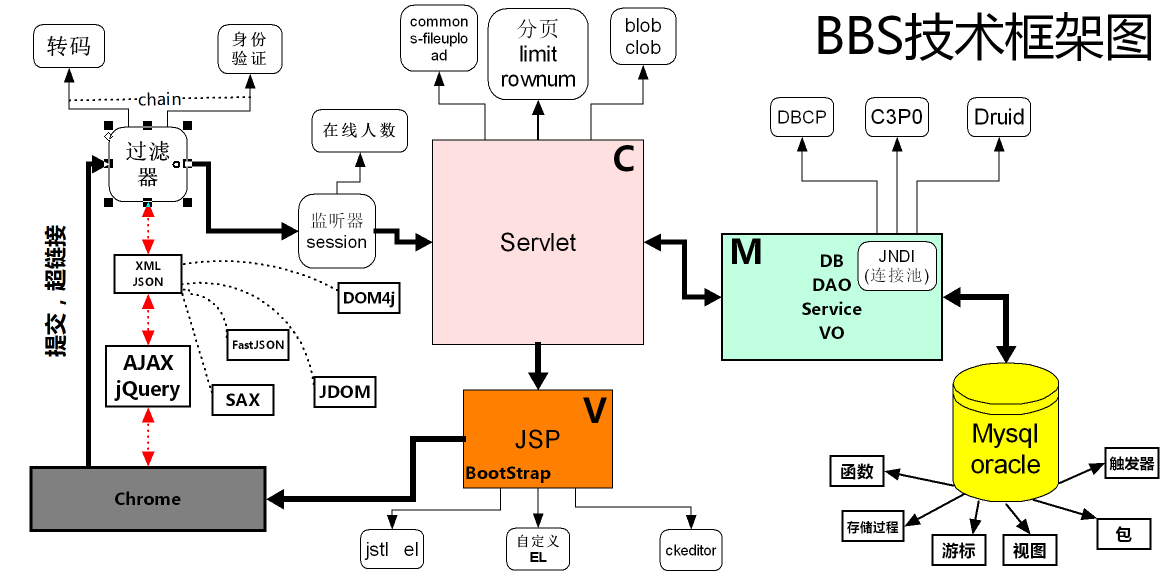 BBS技术框架图
转码
身份
验证
chain
过滤
器
common
s-fileuplo
ad
分页
limit
rownum
blob
clob
在线人数
监听器
session
C
Servlet
DBCP
C3P0
Druid
M
DB
DAO
Service
VO
JNDI
(连接池)
提交，超链接
XML
JSON
DOM4j
FastJSON
JDOM
SAX
AJAX
jQuery
Chrome
V
JSP
BootStrap
jstl el
自定义
EL
ckeditor
Mysql
oracle
函数
存储过程
游标
视图
包
触发器